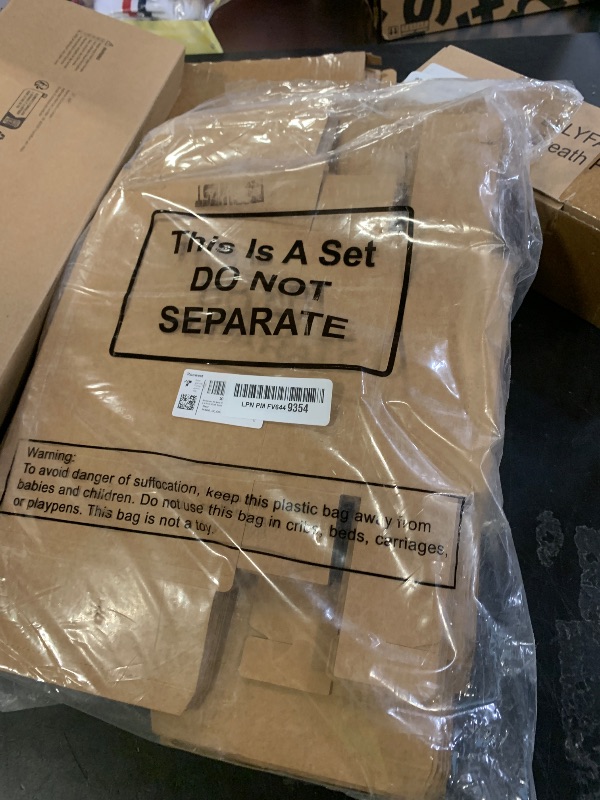 This Is A Set
DO NOT
SEPARATE
LPN PM FV644 9354
Warning:
To avoid danger of suffocation, keep this plastic bag away from
babies and children. Do not use this bag in cribs, beds, carriages,
or playpens. This bag is not a toy.
LYF
eath